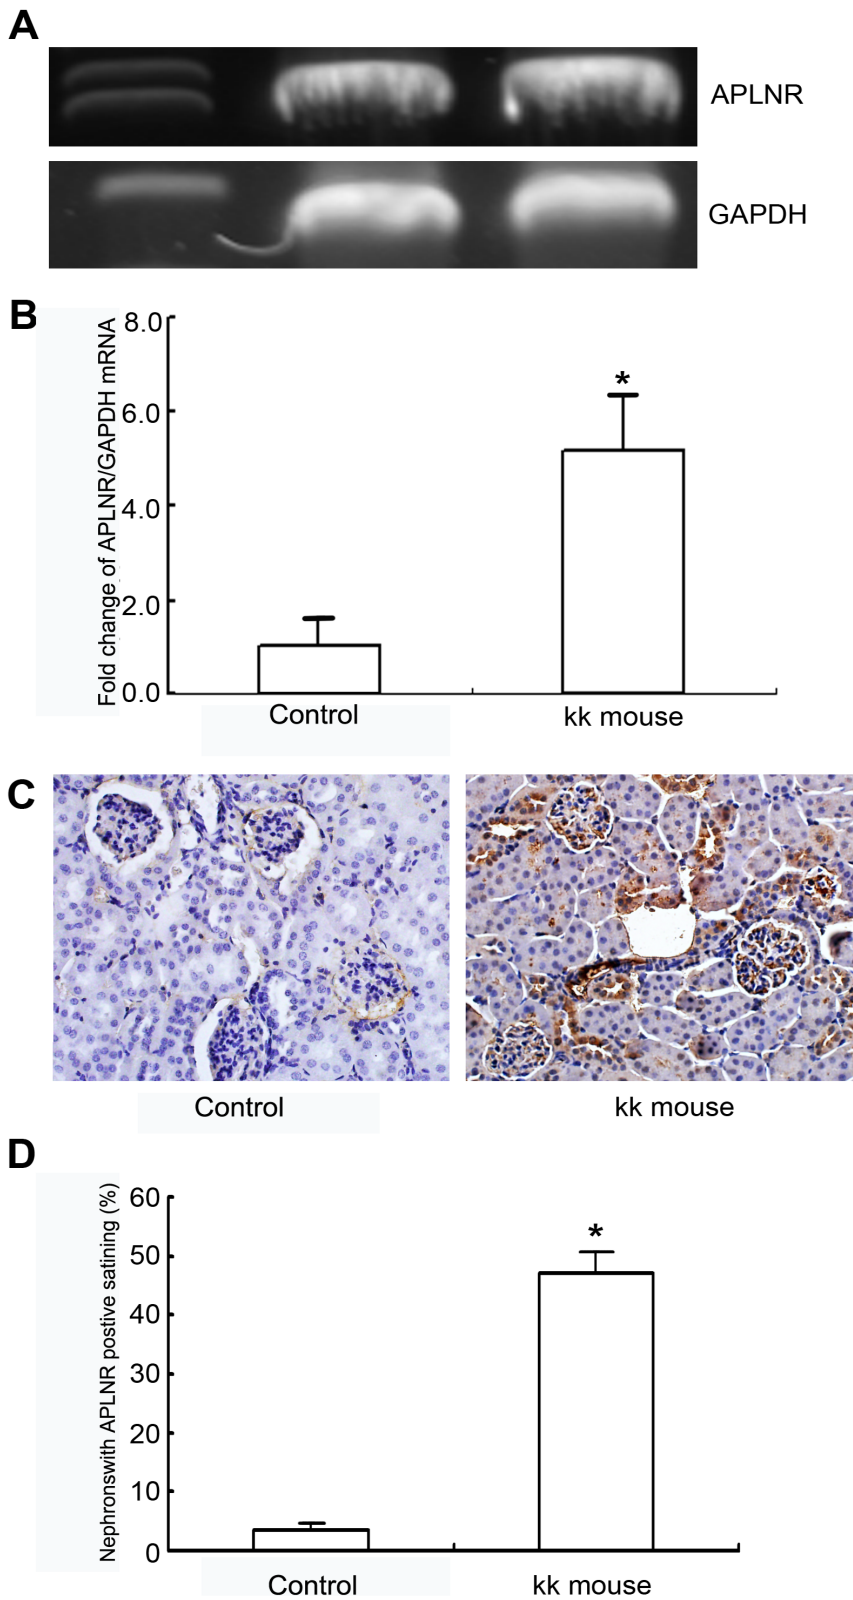 A
APLNR
GAPDH
B
Fold change of APLNR/GAPDH mRNA
8.0
6.0
4.0
2.0
0.0
*
Control
kk mouse
C
Control
kk mouse
D
Nephronswith APLNR postive satining (%)
60
50
40
30
20
10
0
*
Control
kk mouse